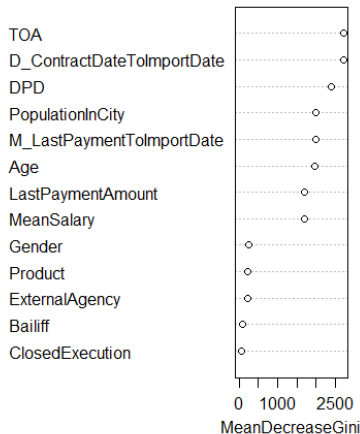 TOA
D_ContractDateToImportDate
DPD
PopulationInCity
M_LastPaymentToImportDate
Age
LastPaymentAmount
MeanSalary
Gender
Product
ExternalAgency
Bailiff
ClosedExecution
0 1000 2500
MeanDecreaseGini